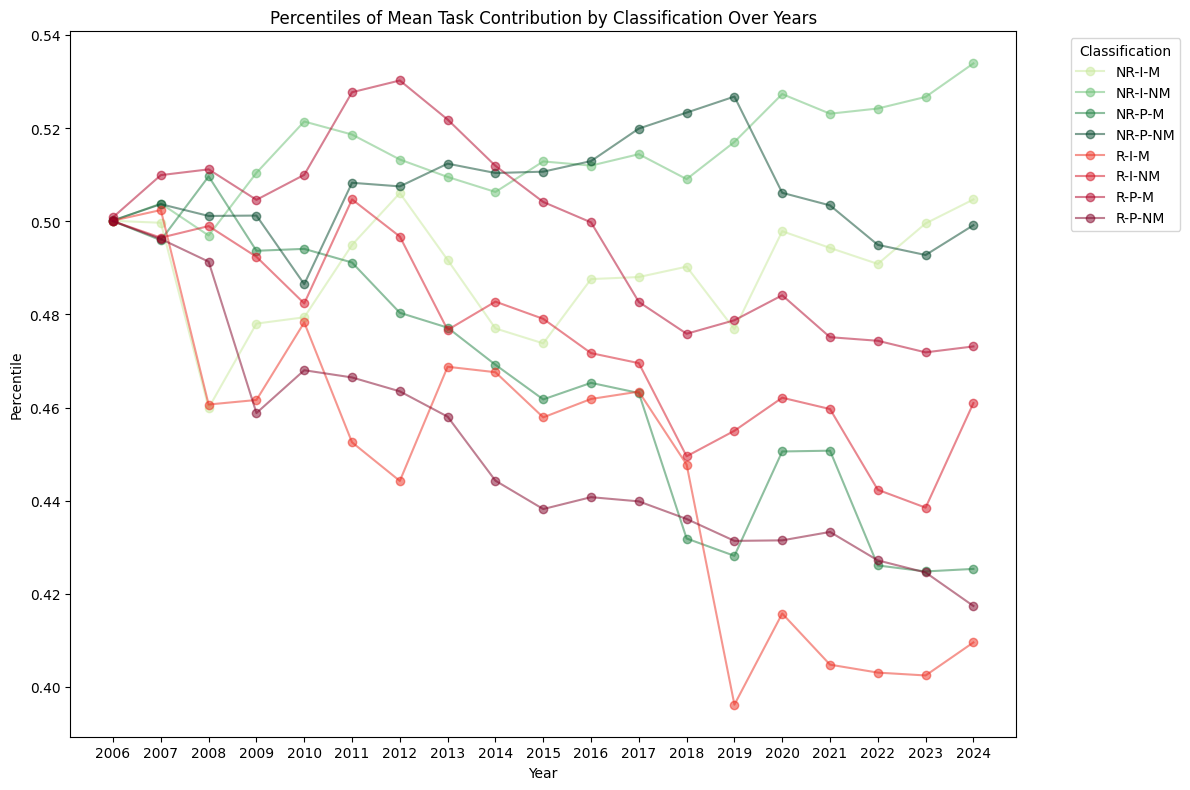 Percentiles of Mean Task Contribution by Classification Over Years
Percentile
0.54
0.52
0.50
0.48
0.46
0.44
0.42
0.40
2006 2007 2008 2009 2010 2011 2012 2013 2014 2015 2016 2017 2018 2019 2020 2021 2022 2023 2024
Year
Classification
NR-I-M
NR-I-NM
NR-P-M
NR-P-NM
R-I-M
R-I-NM
R-P-M
R-P-NM